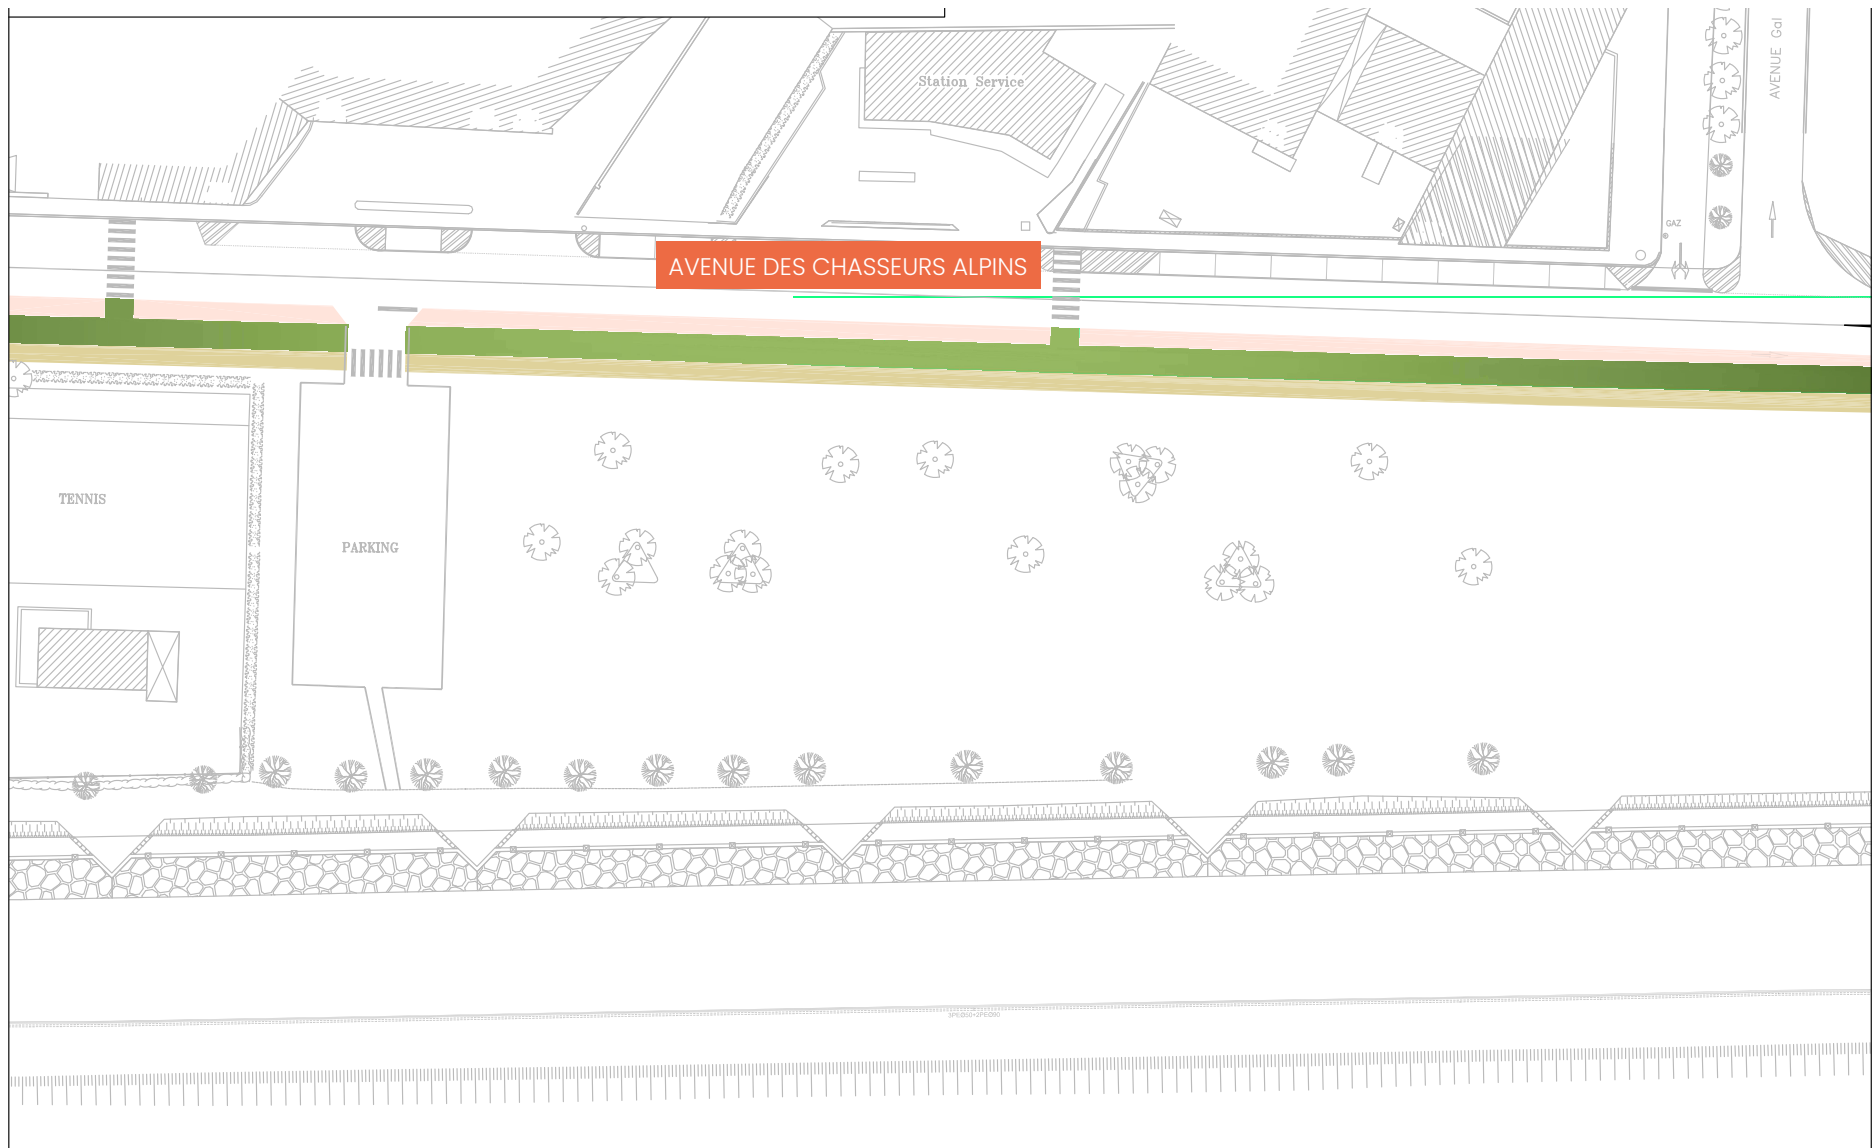 Station Service
AVENUE Gal
GAZ
AVENUE DES CHASSEURS ALPINS
TENNIS
PARKING